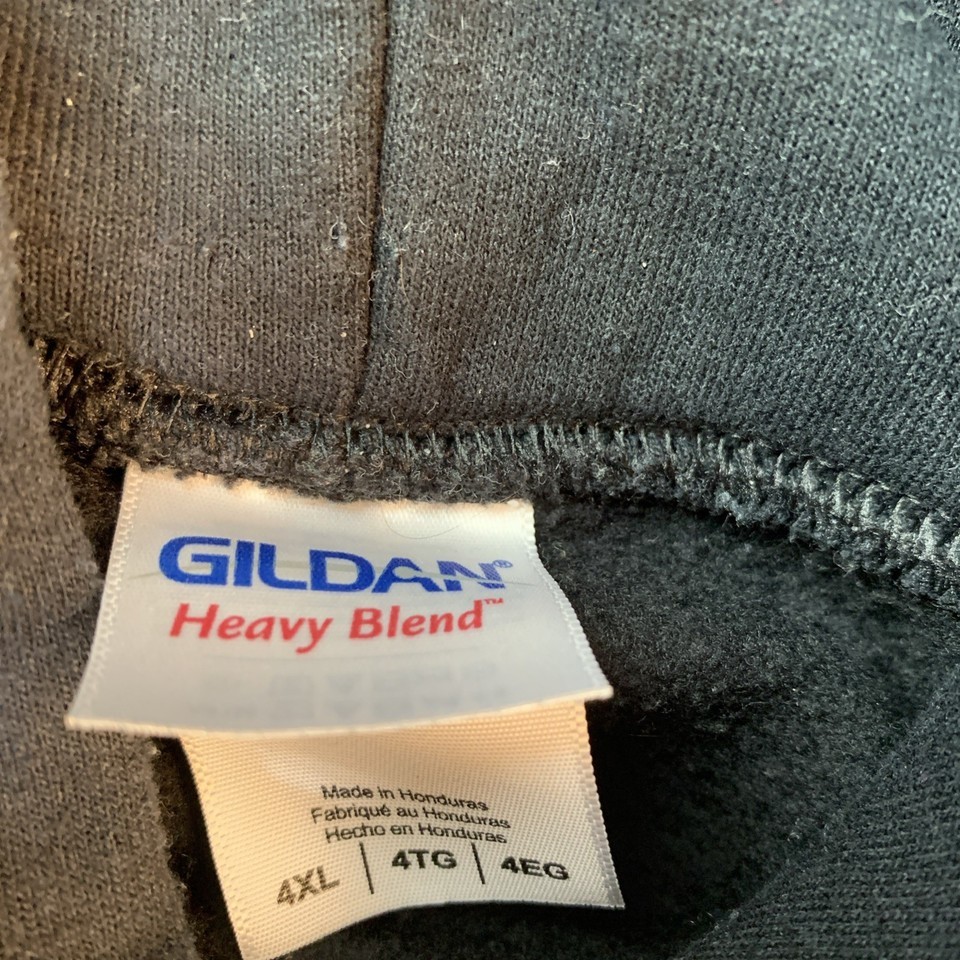 GILDAN®
Heavy Blend™
Made in Honduras
Fabriqué au Honduras
Hecho en Honduras
4XL | 4TG | 4EG